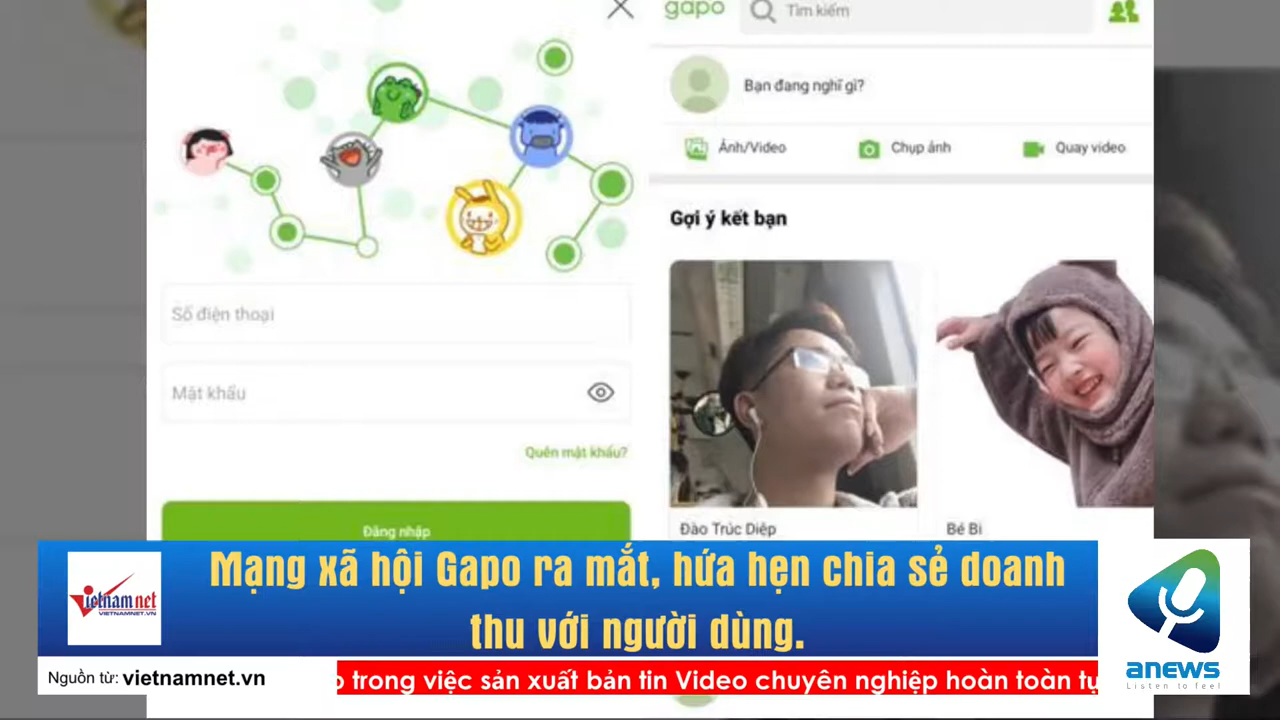 gapo
Tìm kiếm
Bạn đang nghĩ gì?
Ảnh/Video
Chụp ảnh
Quay video
Gợi ý kết bạn
Số điện thoại
Mật khẩu
Quên mật khẩu?
Đăng nhập
Đào Trúc Diệp
Bé Bi
Mạng xã hội Gapo ra mắt, hứa hẹn chia sẻ doanh
thu với người dùng.
Vietnamnet
VIETNAMNET.VN
Nguồn từ: vietnamnet.vn
trong việc sản xuất bản tin Video chuyên nghiệp hoàn toàn tự
anews
Listen to feel